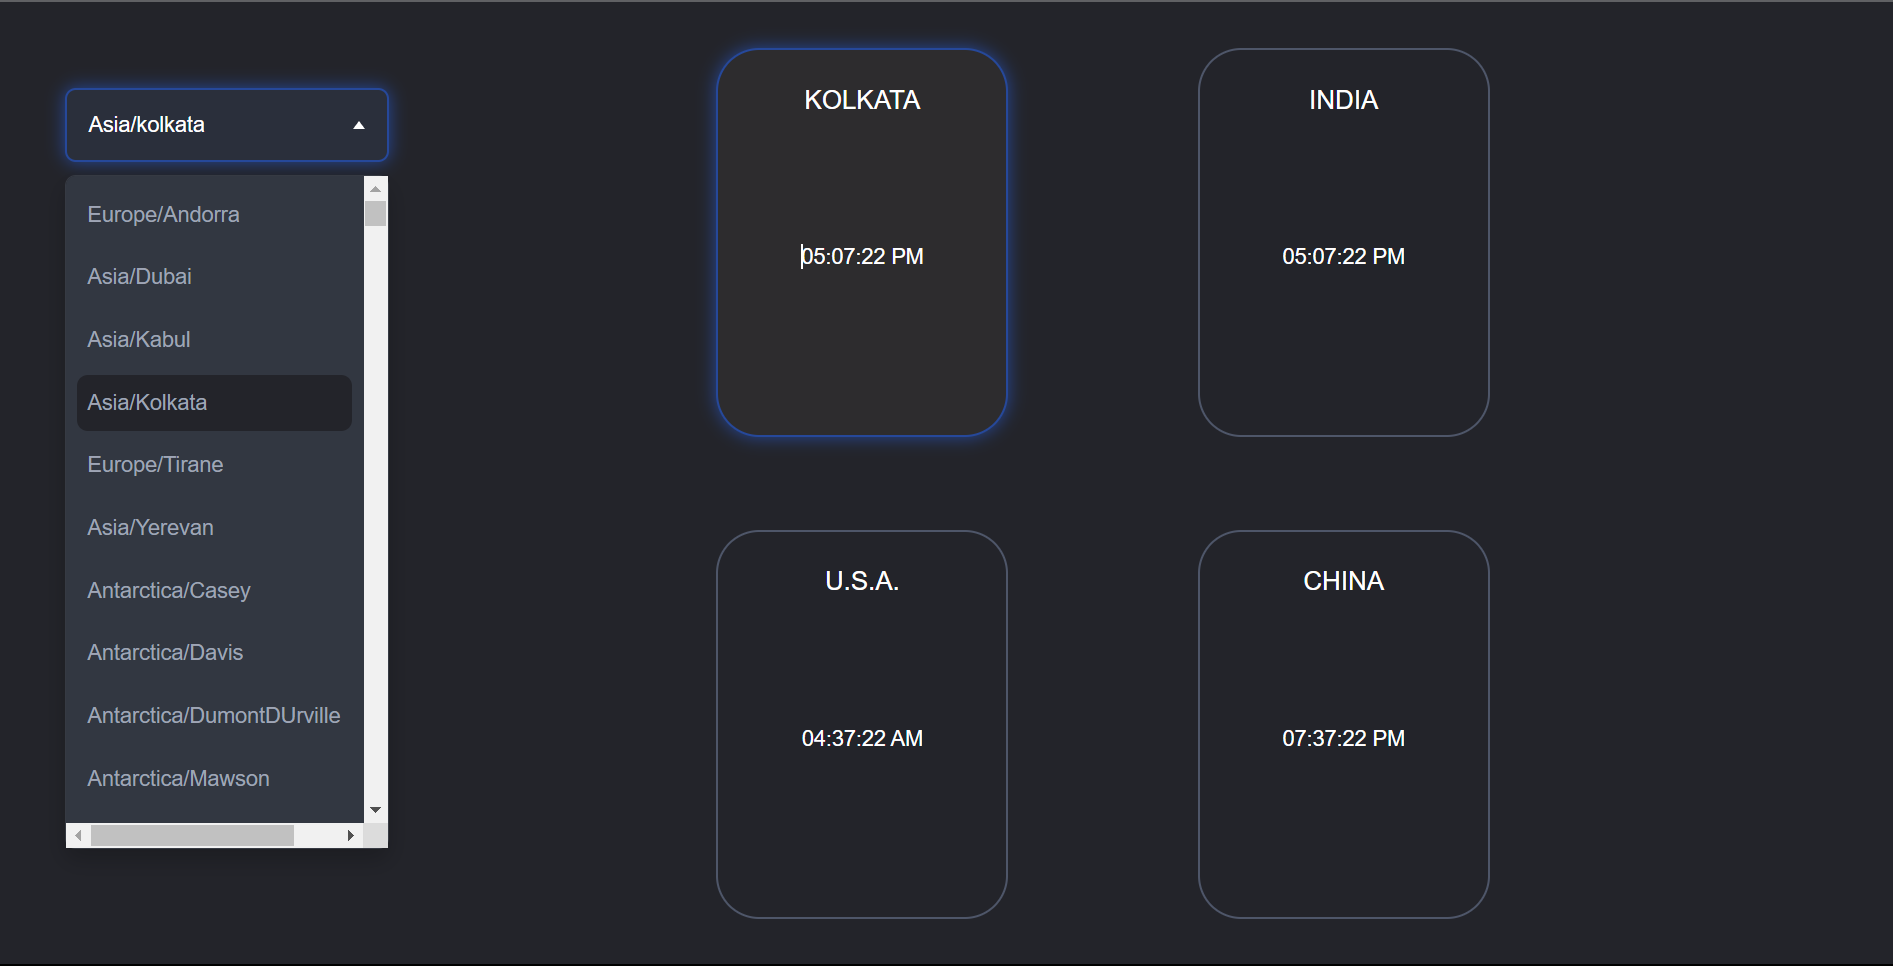 Asia/kolkata
Europe/Andorra
Asia/Dubai
Asia/Kabul
Asia/Kolkata
Europe/Tirane
Asia/Yerevan
Antarctica/Casey
Antarctica/Davis
Antarctica/DumontDUrville
Antarctica/Mawson
KOLKATA
05:07:22 PM
INDIA
05:07:22 PM
U.S.A.
04:37:22 AM
CHINA
07:37:22 PM